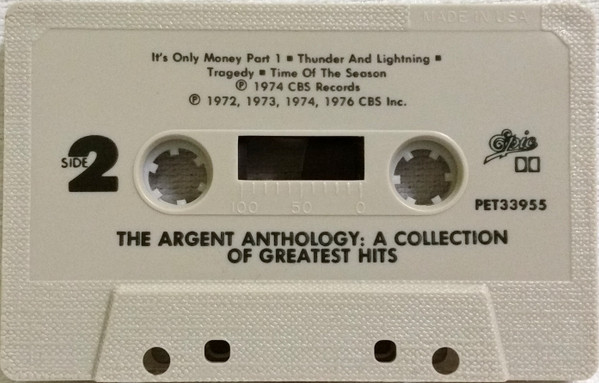 MADE IN U.S.A.
It's Only Money Part 1 ▪ Thunder And Lightning ▪
Tragedy ▪ Time Of The Season
℗ 1974 CBS Records
℗ 1972, 1973, 1974, 1976 CBS Inc.
SIDE 2
Epic
100 50 0
PET33955
THE ARGENT ANTHOLOGY: A COLLECTION
OF GREATEST HITS